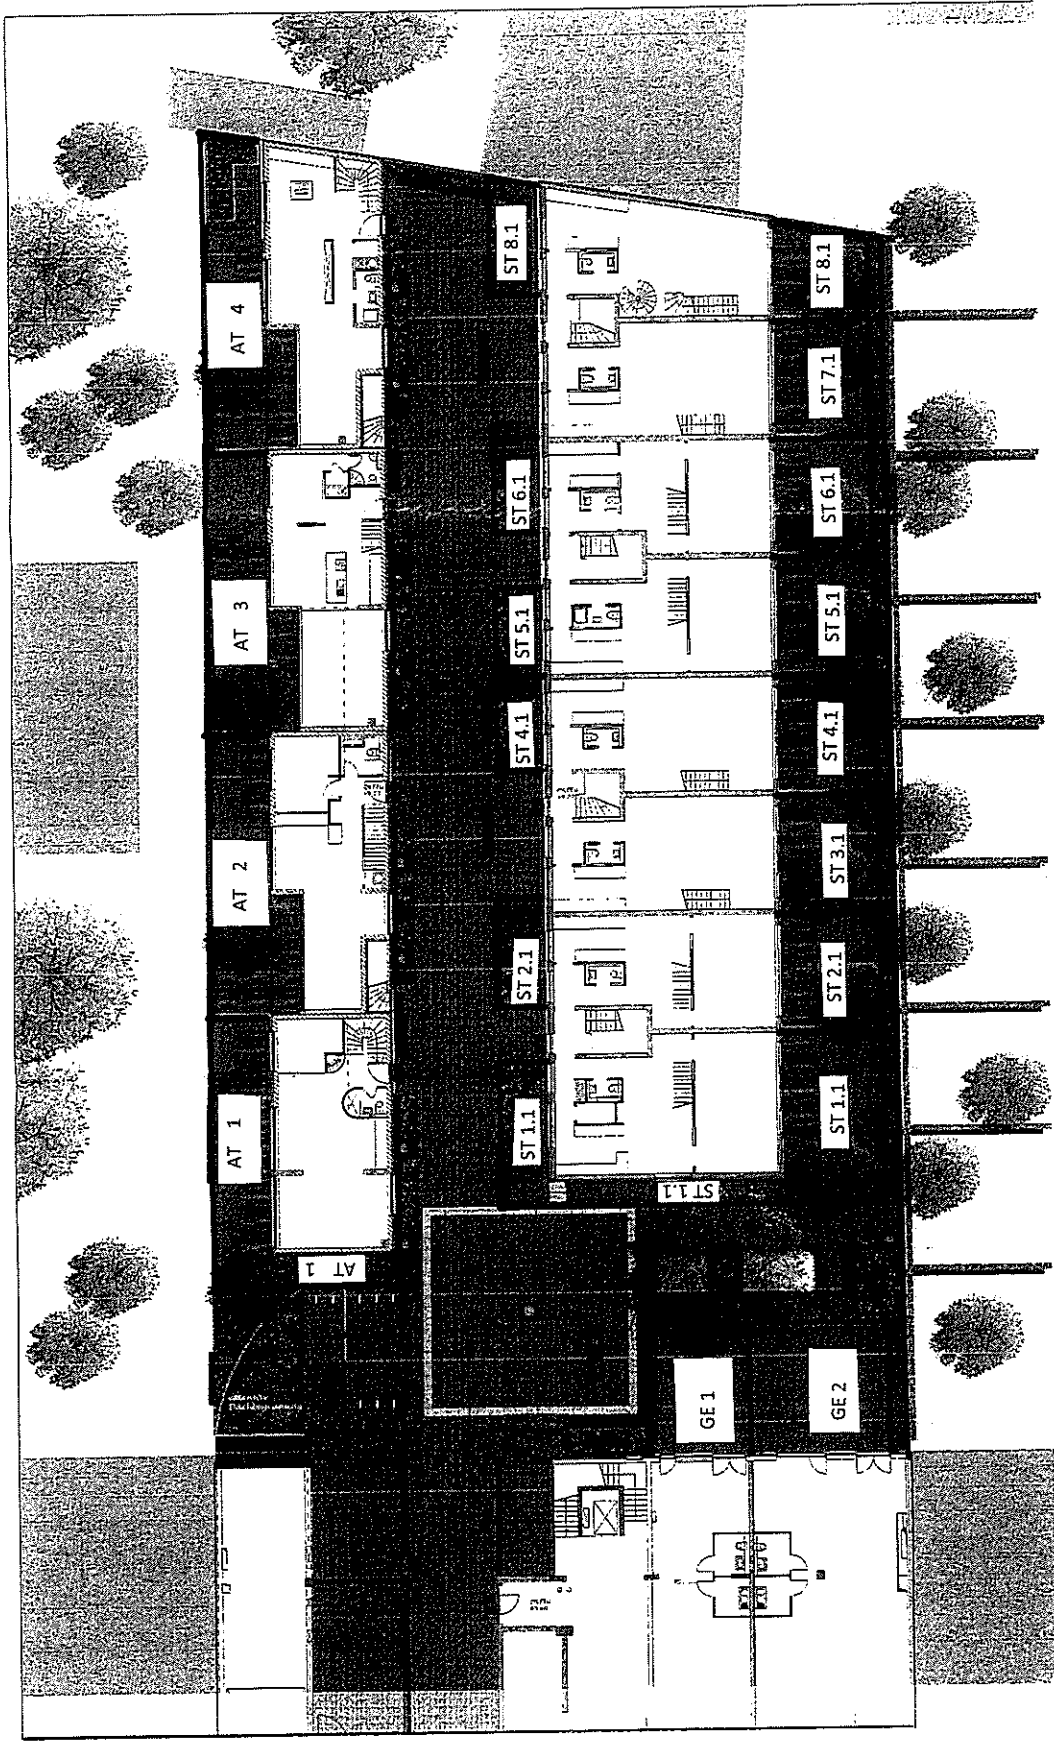 AT 4
AT 3
AT 2
AT 1
AT 1
ST 8.1
ST 6.1
ST 5.1
ST 4.1
ST 2.1
ST 1.1
ST 1.1
ST 8.1
ST 7.1
ST 6.1
ST 5.1
ST 4.1
ST 3.1
ST 2.1
ST 1.1
GE 1
GE 2